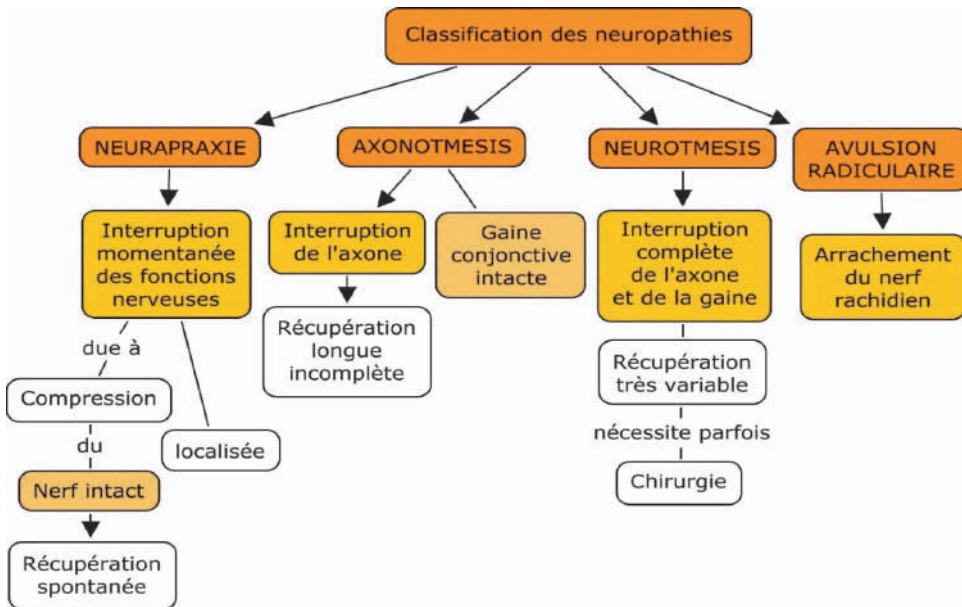 Classification des neuropathies
NEURAPRAXIE
AXONOTMESIS
NEUROTMESIS
AVULSION
RADICULAIRE
Interruption
momentanée
des fonctions
nerveuses
Interruption
de l'axone
Gaine
conjonctive
intacte
Interruption
complète
de l'axone
et de la gaine
Arrachement
du nerf
rachidien
due à
Compression
du
Nerf intact
Récupération
spontanée
localisée
Récupération
longue
incomplète
Récupération
très variable
nécessite parfois
Chirurgie